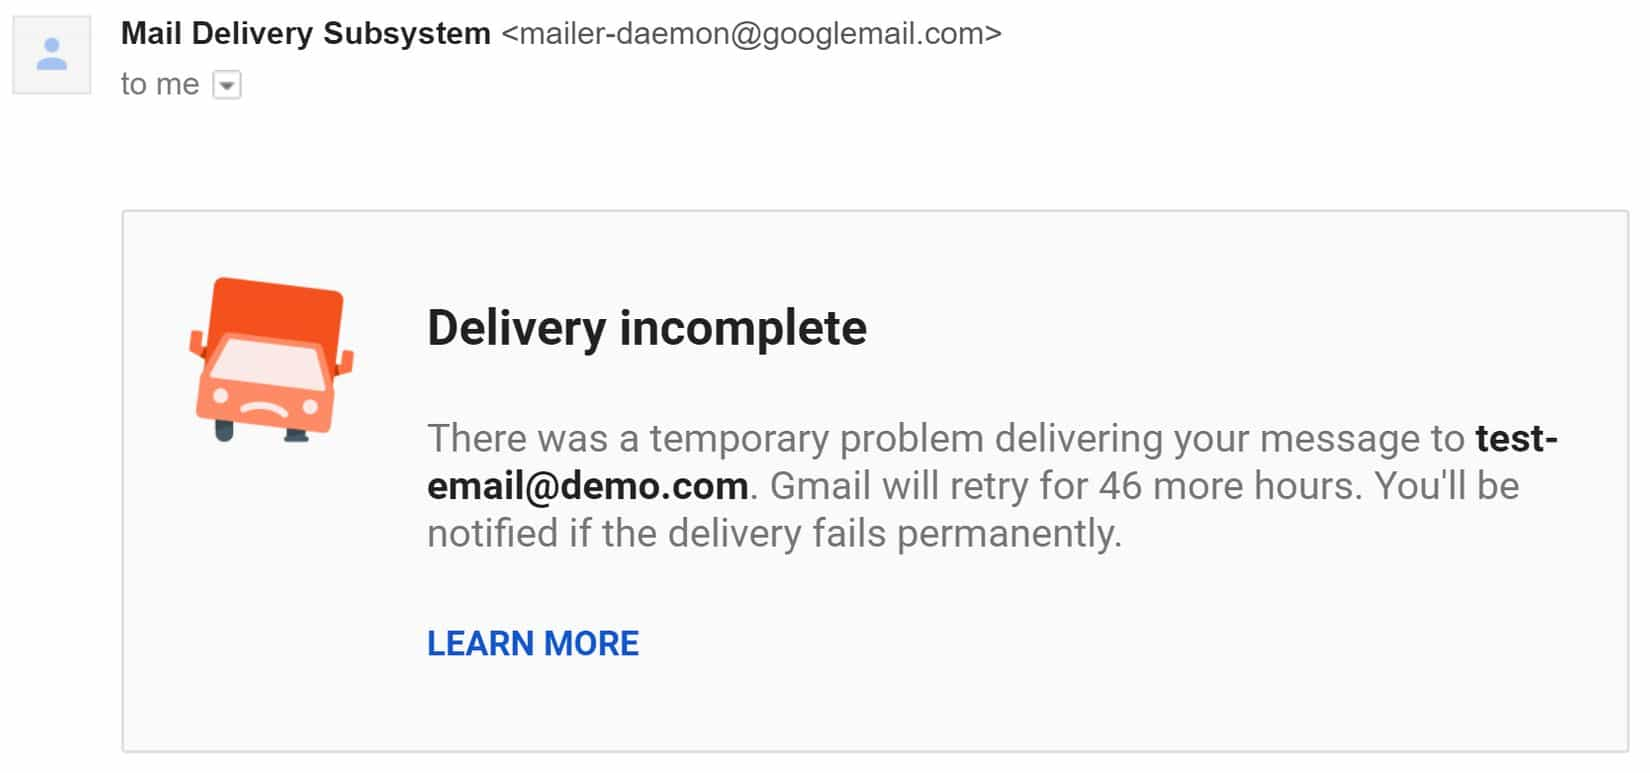 Mail Delivery Subsystem <mailer-daemon@googlemail.com>
to me
Delivery incomplete
There was a temporary problem delivering your message to test-
email@demo.com. Gmail will retry for 46 more hours. You'll be
notified if the delivery fails permanently.
LEARN MORE